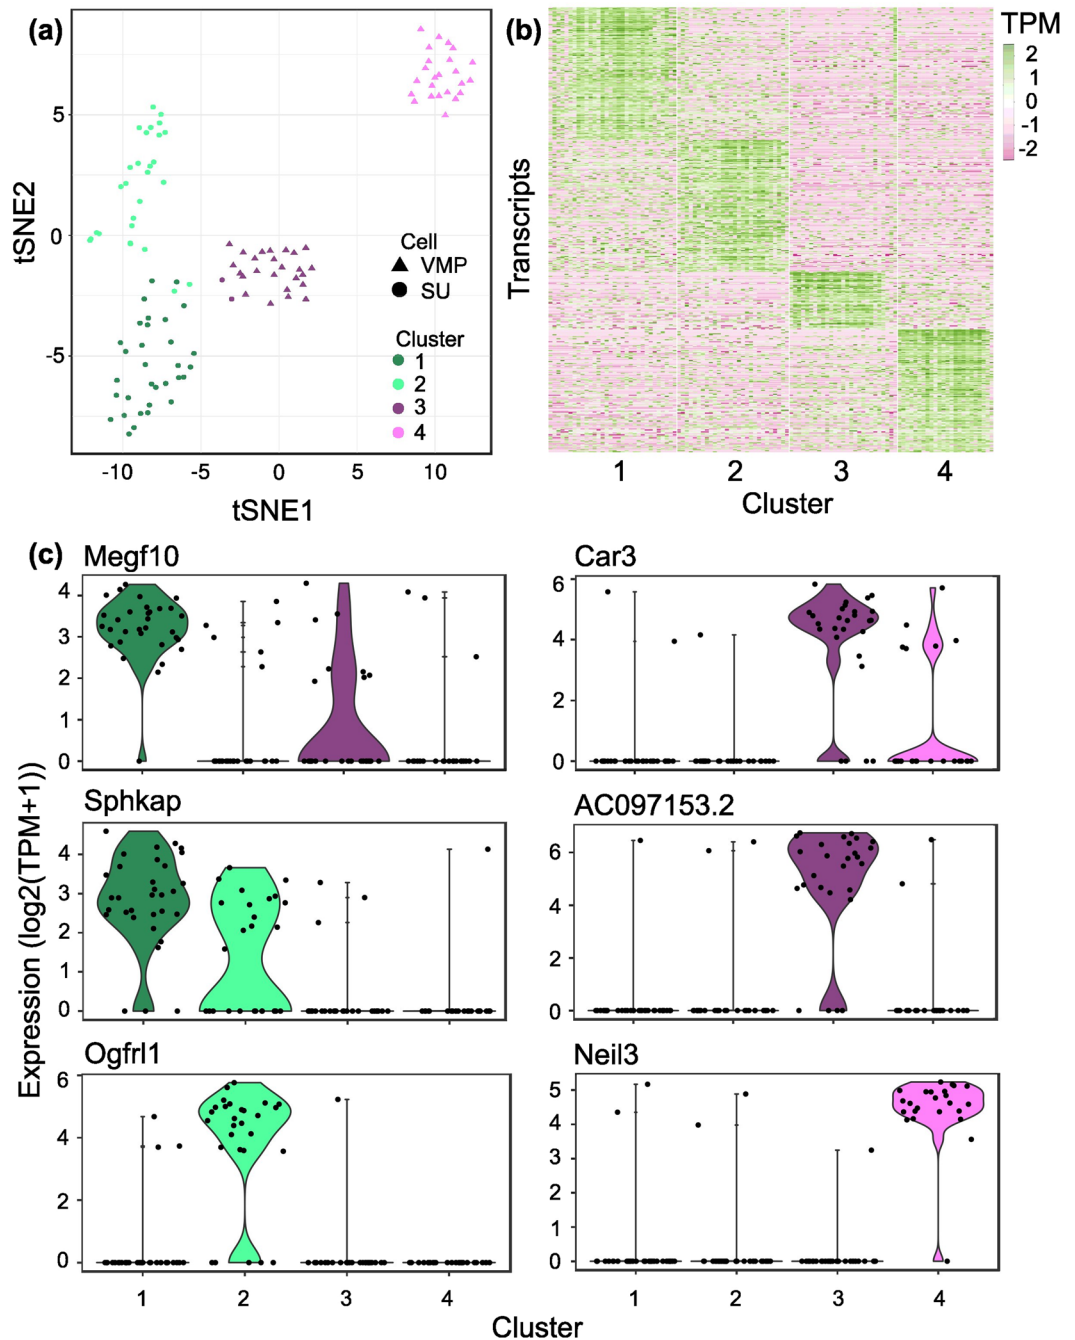 (a)
tSNE2
5
0
-5
-10 -5 0 5 10
tSNE1
Cell
VMP
SU
Cluster
1
2
3
4
(b)
Transcripts
1 2 3 4
Cluster
TPM
2
1
0
-1
-2
(c)
Expression (log2(TPM+1))
Megf10
4
3
2
1
0
Car3
6
4
2
0
Sphkap
4
3
2
1
0
AC097153.2
6
4
2
0
Ogfrl1
6
4
2
0
1 2 3 4
Neil3
5
4
3
2
1
0
1 2 3 4
Cluster